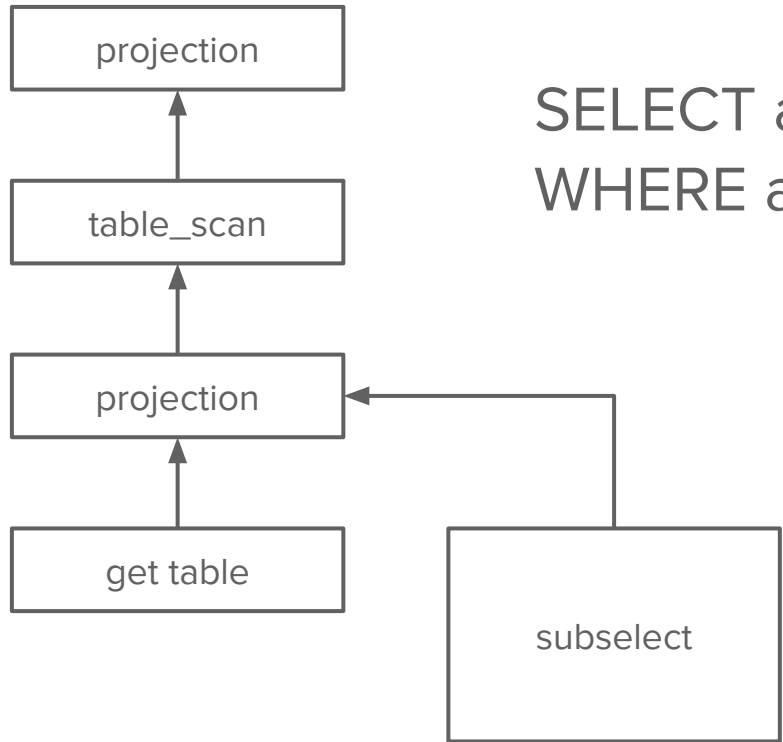 projection
SELECT a
WHERE a
table_scan
projection
get table
subselect